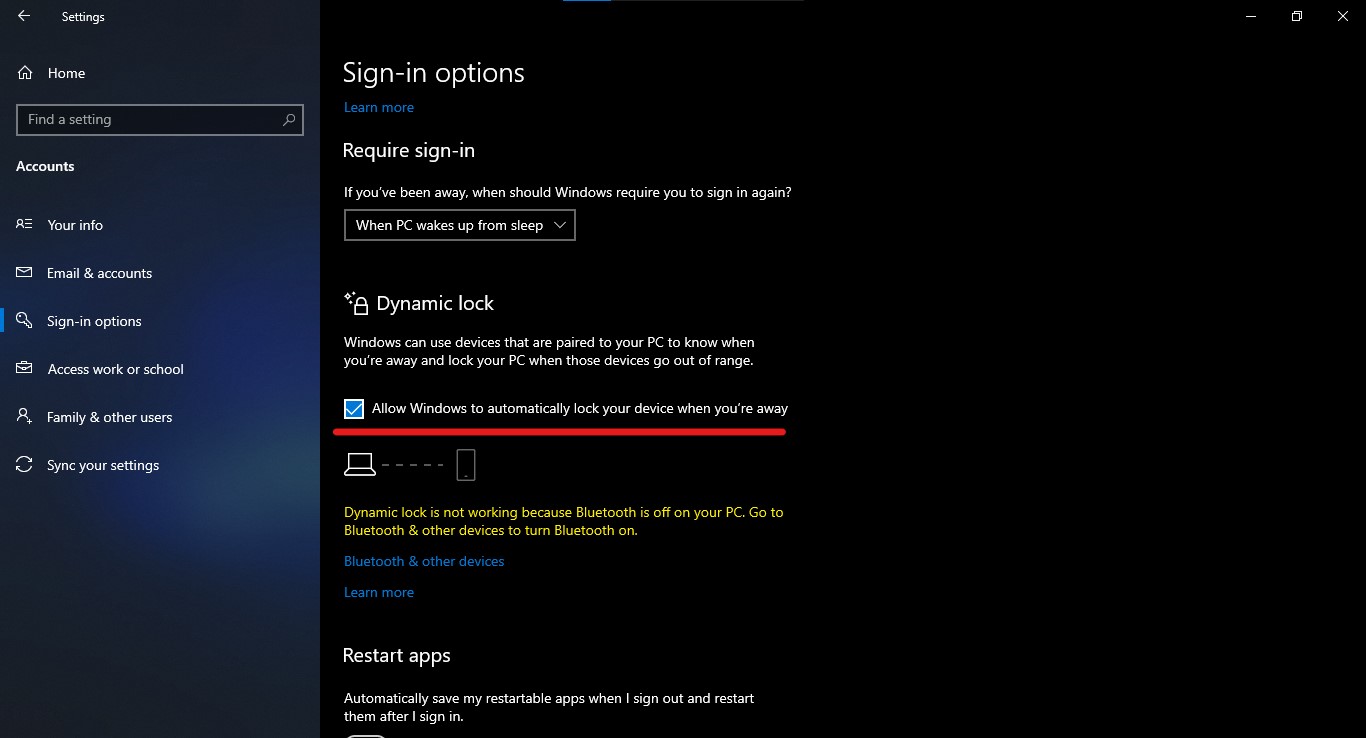 Settings
Home
Find a setting
Accounts
Your info
Email & accounts
Sign-in options
Access work or school
Family & other users
Sync your settings
Sign-in options
Learn more
Require sign-in
If you've been away, when should Windows require you to sign in again?
When PC wakes up from sleep
Dynamic lock
Windows can use devices that are paired to your PC to know when
you're away and lock your PC when those devices go out of range.
Allow Windows to automatically lock your device when you're away
Dynamic lock is not working because Bluetooth is off on your PC. Go to
Bluetooth & other devices to turn Bluetooth on.
Bluetooth & other devices
Learn more
Restart apps
Automatically save my restartable apps when I sign out and restart
them after I sign in.